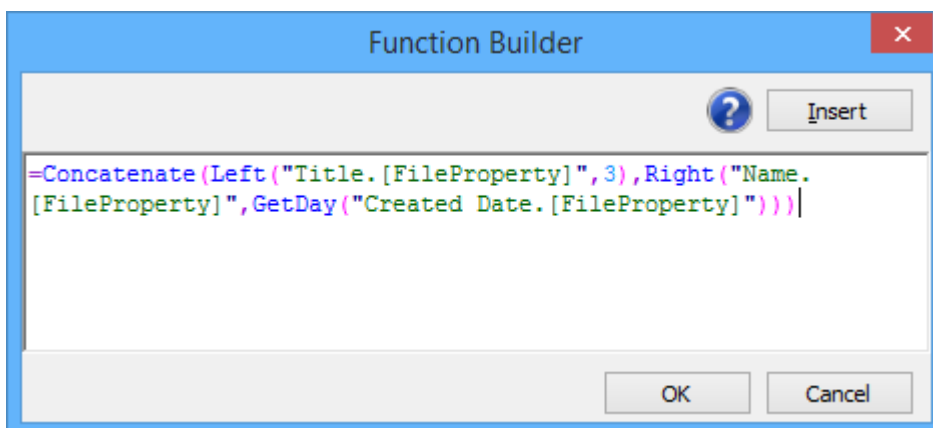 Function Builder
×
?
Insert
=Concatenate(Left("Title.[FileProperty]",3),Right("Name.
[FileProperty]",GetDay("Created Date.[FileProperty]")))
OK Cancel